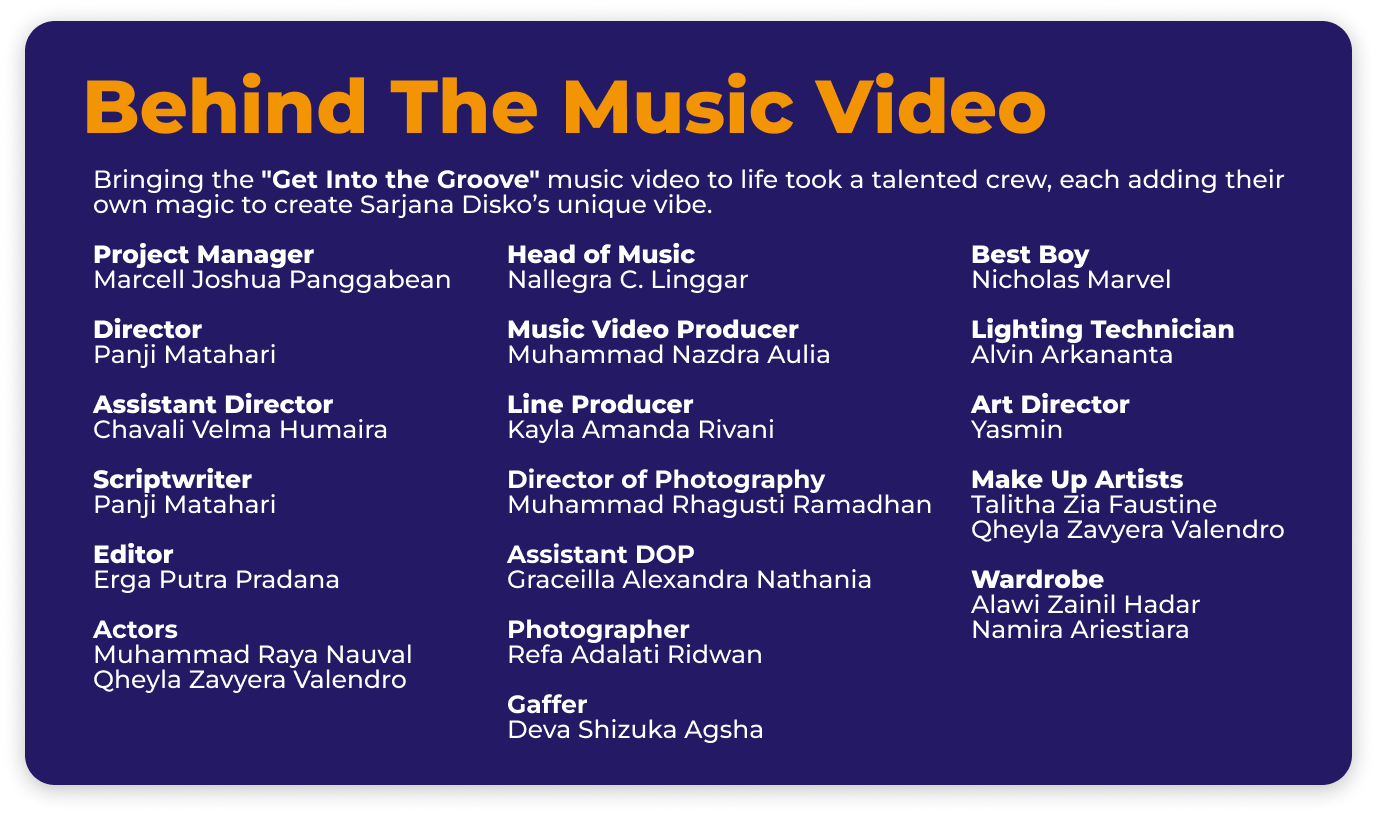 Behind The Music Video
Bringing the "Get Into the Groove" music video to life took a talented crew, each adding their
own magic to create Sarjana Disko’s unique vibe.
Project Manager
Marcell Joshua Panggabean
Director
Panji Matahari
Assistant Director
Chavali Velma Humaira
Scriptwriter
Panji Matahari
Editor
Erga Putra Pradana
Actors
Muhammad Raya Nauval
Qheyla Zavyera Valendro
Head of Music
Nallegra C. Linggar
Music Video Producer
Muhammad Nazdra Aulia
Line Producer
Kayla Amanda Rivani
Director of Photography
Muhammad Rhagusti Ramadhan
Assistant DOP
Graceilla Alexandra Nathania
Photographer
Refa Adalati Ridwan
Gaffer
Deva Shizuka Agsha
Best Boy
Nicholas Marvel
Lighting Technician
Alvin Arkananta
Art Director
Yasmin
Make Up Artists
Talitha Zia Faustine
Qheyla Zavyera Valendro
Wardrobe
Alawi Zainil Hadar
Namira Ariestiara